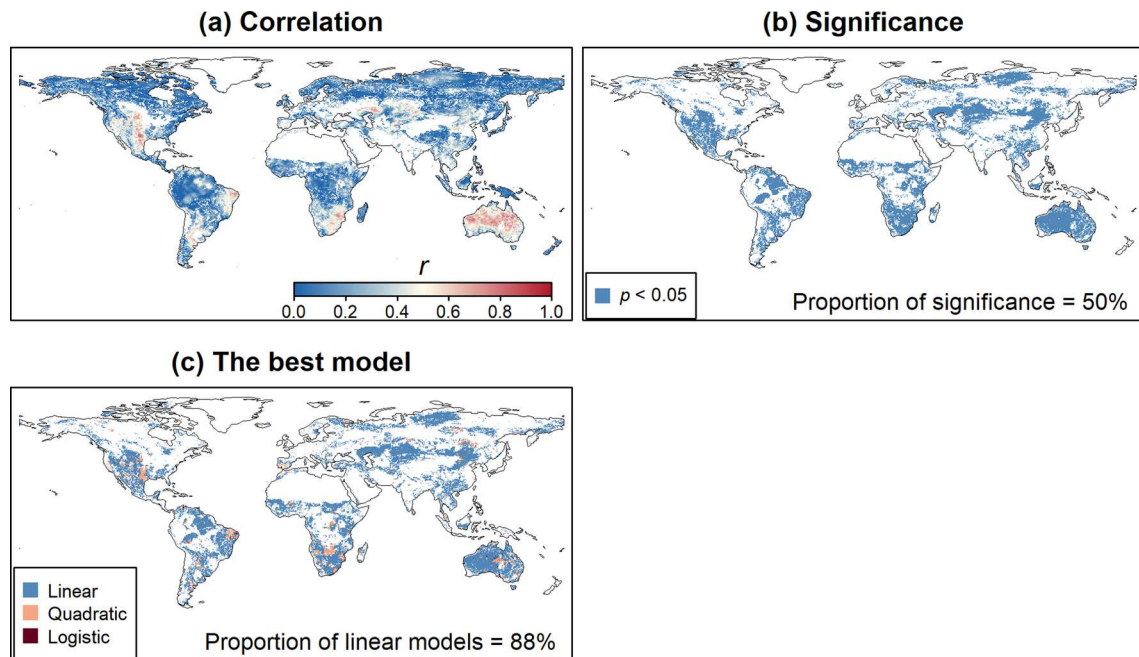 (a) Correlation
r
0.0 0.2 0.4 0.6 0.8 1.0
(b) Significance
p < 0.05
Proportion of significance = 50%
(c) The best model
Linear
Quadratic
Logistic
Proportion of linear models = 88%